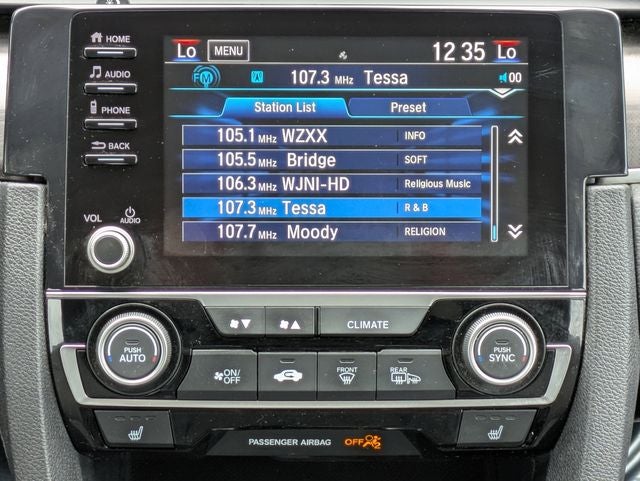 HOME
Lo MENU 12 35 Lo
AUDIO
FM A 107.3 MHz Tessa 00
PHONE
Station List Preset
BACK
105.1 MHz WZXX INFO
105.5 MHz Bridge SOFT
106.3 MHz WJNI-HD Religious Music
107.3 MHz Tessa R & B
107.7 MHz Moody RELIGION
VOL AUDIO
CLIMATE
PUSH AUTO
PUSH SYNC
ON/OFF
FRONT
REAR
PASSENGER AIRBAG OFF